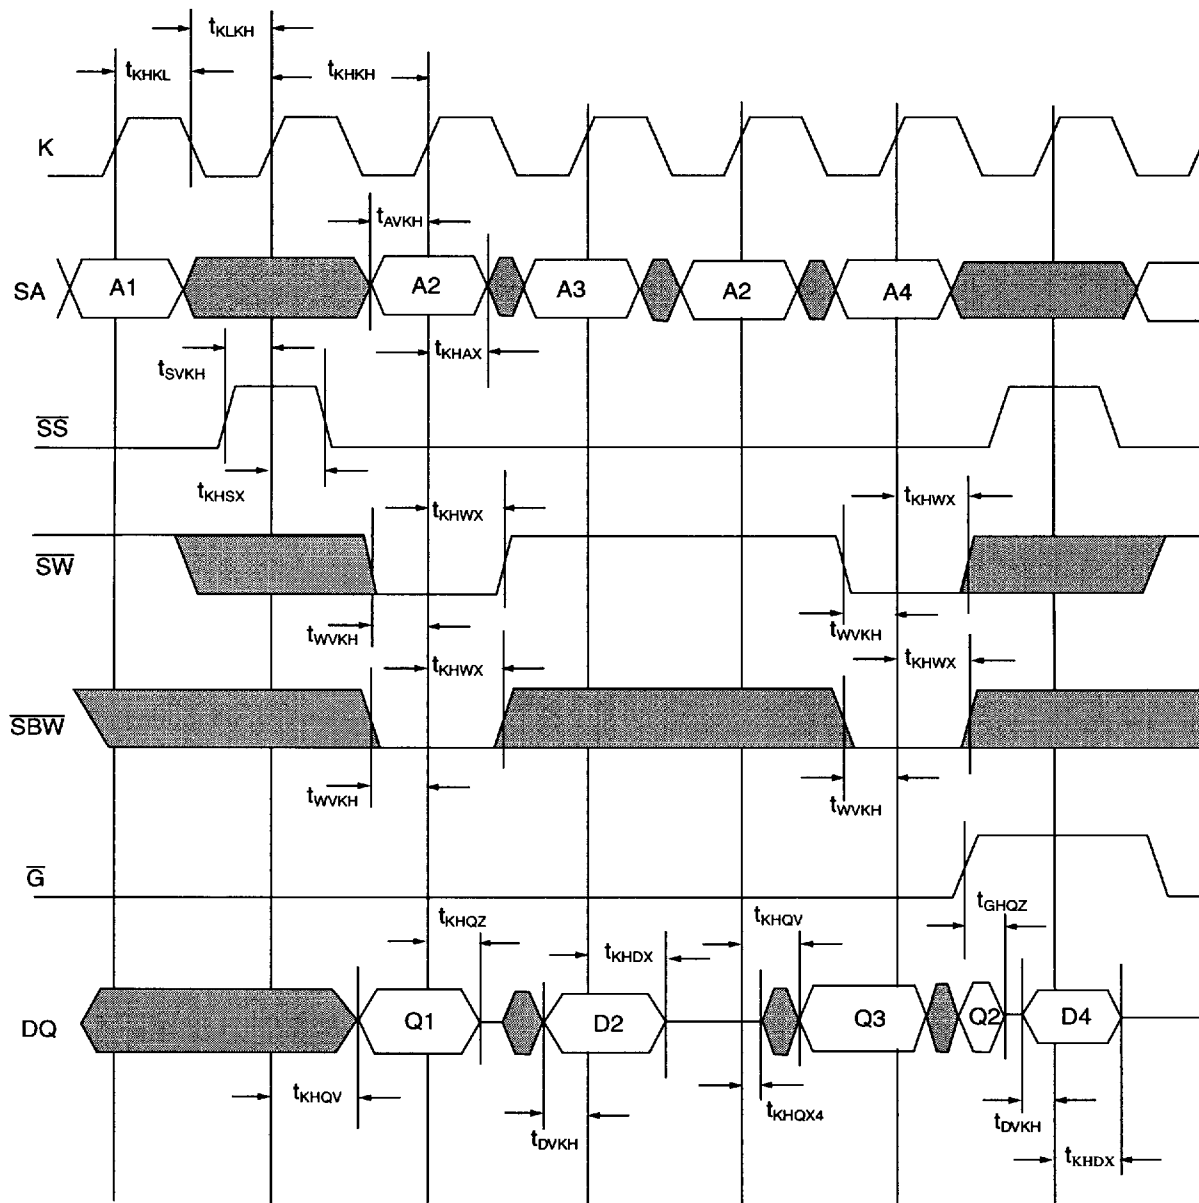 tKLKH
tKHKL
tKHKH
K
tAVKH
SA
A1
A2
A3
A2
A4
tKHAX
tSVKH
SS
tKHSX
tKHWX
tKHWX
SW
tWVKH
tWVKH
tKHWX
tKHWX
SBW
tWVKH
tWVKH
G
tKHQZ
tKHQV
tGHQZ
tKHDX
DQ
Q1
D2
Q3
Q2
D4
tKHQV
tKHQX4
tDVKH
tDVKH
tKHDX